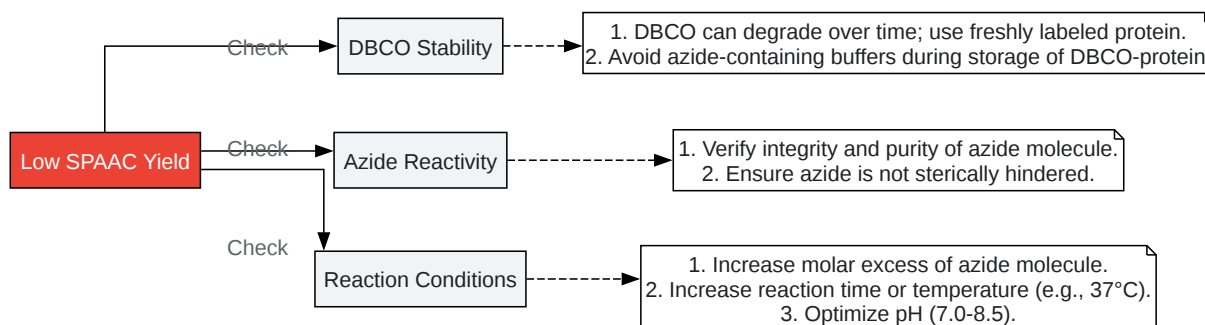 Low SPAAC Yield
Check
DBCO Stability
1. DBCO can degrade over time; use freshly labeled protein.
2. Avoid azide-containing buffers during storage of DBCO-protein
Check
Azide Reactivity
1. Verify integrity and purity of azide molecule.
2. Ensure azide is not sterically hindered.
Check
Reaction Conditions
1. Increase molar excess of azide molecule.
2. Increase reaction time or temperature (e.g., 37°C).
3. Optimize pH (7.0-8.5).